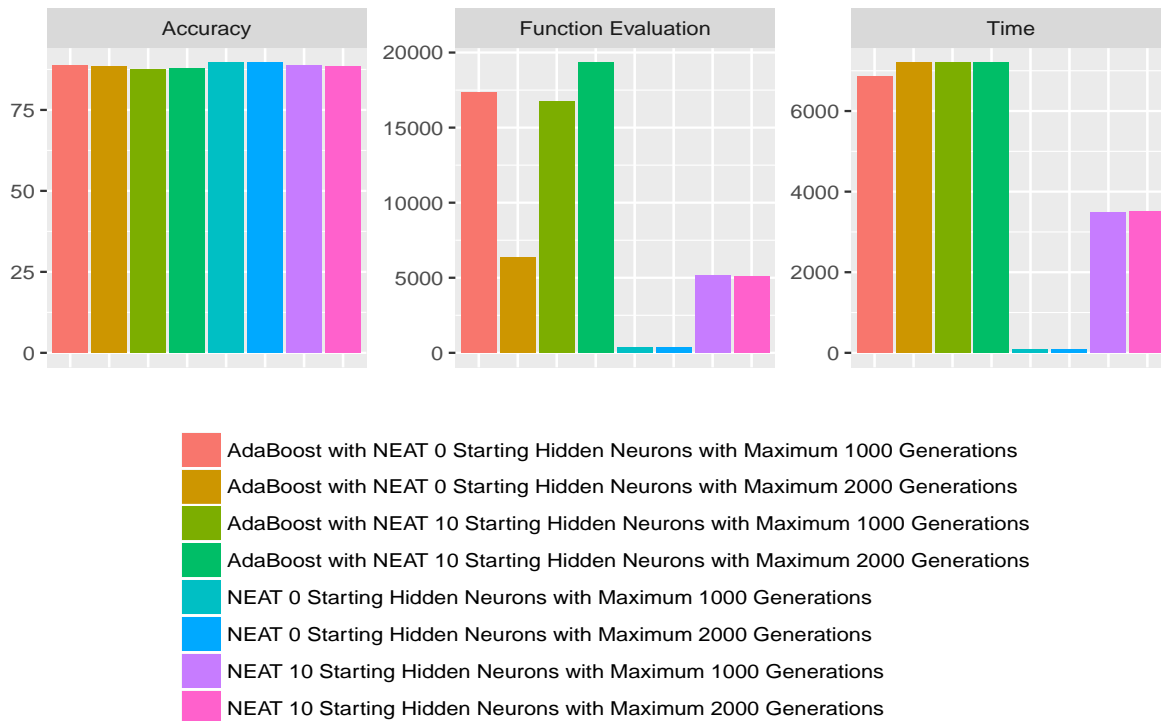 Accuracy
Function Evaluation
Time
75
50
25
0
20000
15000
10000
5000
0
6000
4000
2000
0
AdaBoost with NEAT 0 Starting Hidden Neurons with Maximum 1000 Generations
AdaBoost with NEAT 0 Starting Hidden Neurons with Maximum 2000 Generations
AdaBoost with NEAT 10 Starting Hidden Neurons with Maximum 1000 Generations
AdaBoost with NEAT 10 Starting Hidden Neurons with Maximum 2000 Generations
NEAT 0 Starting Hidden Neurons with Maximum 1000 Generations
NEAT 0 Starting Hidden Neurons with Maximum 2000 Generations
NEAT 10 Starting Hidden Neurons with Maximum 1000 Generations
NEAT 10 Starting Hidden Neurons with Maximum 2000 Generations